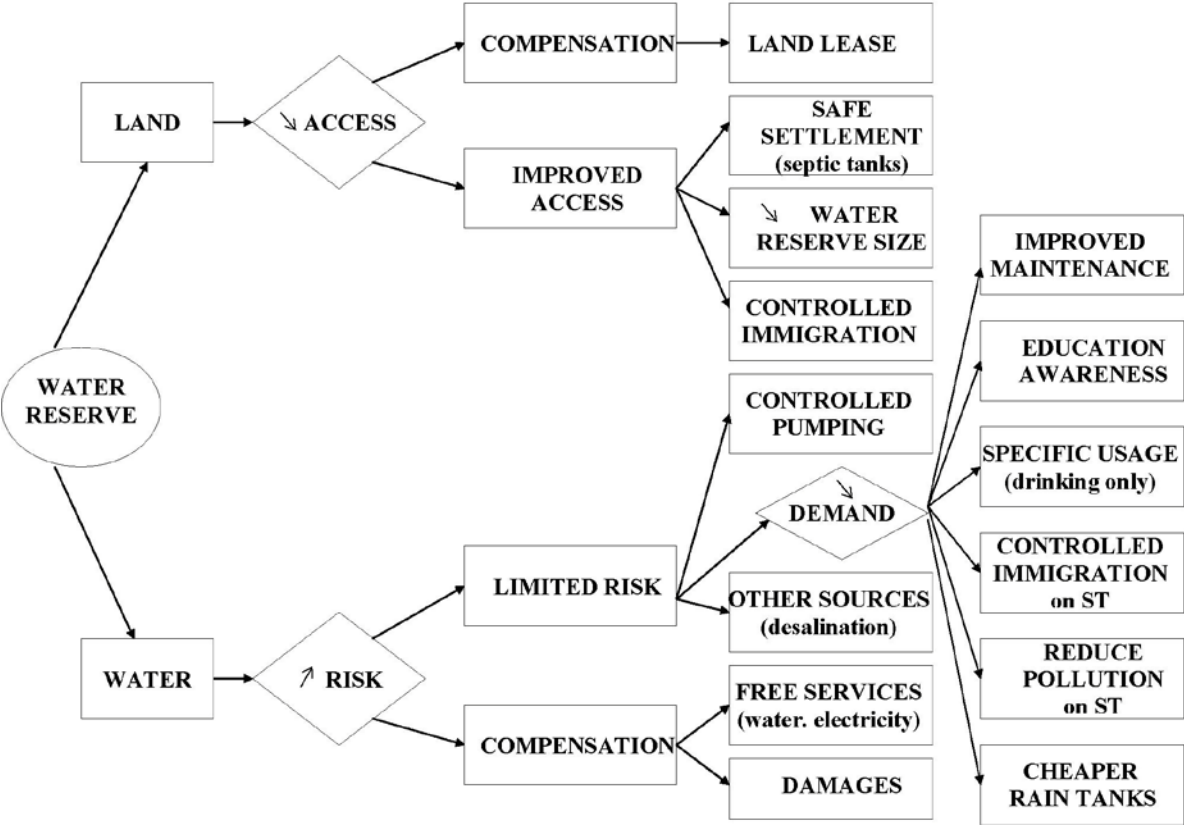 COMPENSATION
LAND LEASE
LAND
↘ ACCESS
SAFE
SETTLEMENT
(septic tanks)
IMPROVED
ACCESS
↘ WATER
RESERVE SIZE
CONTROLLED
IMMIGRATION
WATER
RESERVE
CONTROLLED
PUMPING
↘
DEMAND
LIMITED RISK
OTHER SOURCES
(desalination)
WATER
↗ RISK
COMPENSATION
FREE SERVICES
(water. electricity)
DAMAGES
IMPROVED
MAINTENANCE
EDUCATION
AWARENESS
SPECIFIC USAGE
(drinking only)
CONTROLLED
IMMIGRATION
on ST
REDUCE
POLLUTION
on ST
CHEAPER
RAIN TANKS